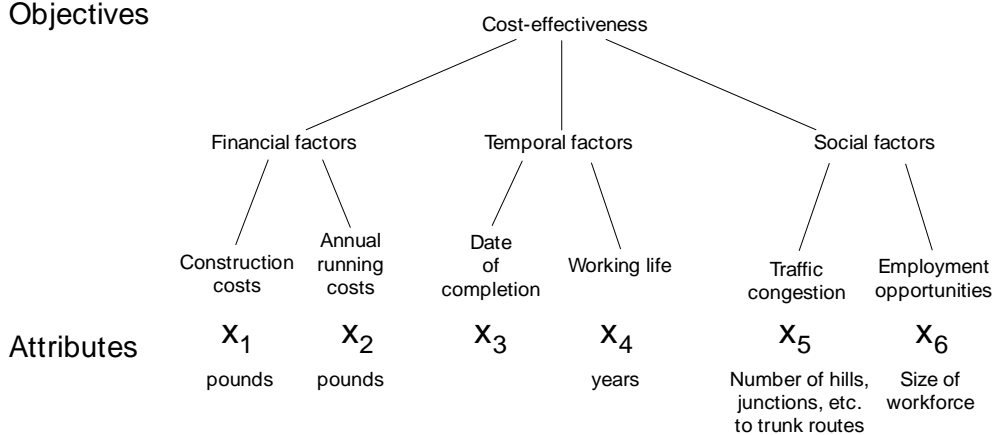 Objectives
Cost-effectiveness
Financial factors
Temporal factors
Social factors
Construction
costs
Annual
running
costs
Date
of
completion
Working life
Traffic
congestion
Employment
opportunities
Attributes
x1
x2
x3
x4
x5
x6
pounds
pounds
years
Number of hills,
junctions, etc.
to trunk routes
Size of
workforce